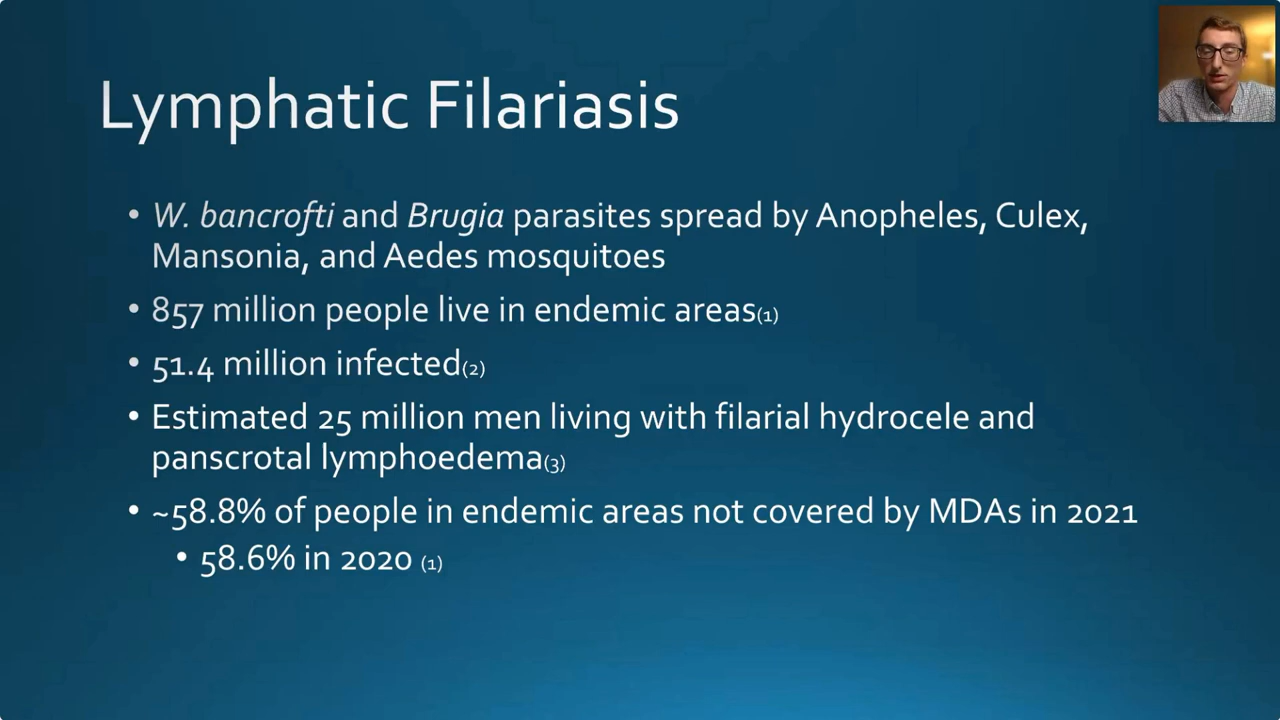 Lymphatic Filariasis
• W. bancrofti and Brugia parasites spread by Anopheles, Culex,
Mansonia, and Aedes mosquitoes
• 857 million people live in endemic areas(1)
• 51.4 million infected(2)
• Estimated 25 million men living with filarial hydrocele and
panscrotal lymphoedema(3)
• ~58.8% of people in endemic areas not covered by MDAs in 2021
• 58.6% in 2020 (1)